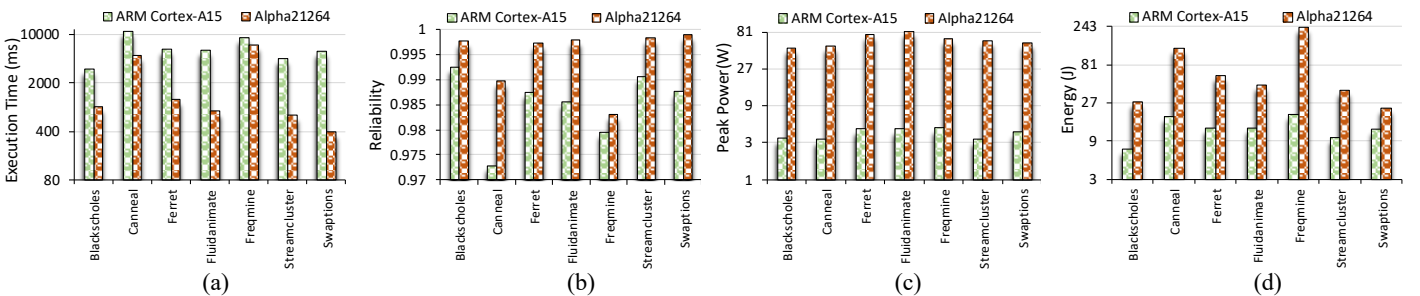 ARM Cortex-A15 Alpha21264
Execution Time (ms)
10000
2000
400
80
Blackscholes
Canneal
Ferret
Fluidanimate
Freqmine
Streamcluster
Swaptions
(a)
ARM Cortex-A15 Alpha21264
Reliability
1
0.995
0.99
0.985
0.98
0.975
0.97
Blackscholes
Canneal
Ferret
Fluidanimate
Freqmine
Streamcluster
Swaptions
(b)
ARM Cortex-A15 Alpha21264
Peak Power(W)
81
27
9
3
1
Blackscholes
Canneal
Ferret
Fluidanimate
Freqmine
Streamcluster
Swaptions
(c)
ARM Cortex-A15 Alpha21264
Energy (J)
243
81
27
9
3
Blackscholes
Canneal
Ferret
Fluidanimate
Freqmine
Streamcluster
Swaptions
(d)